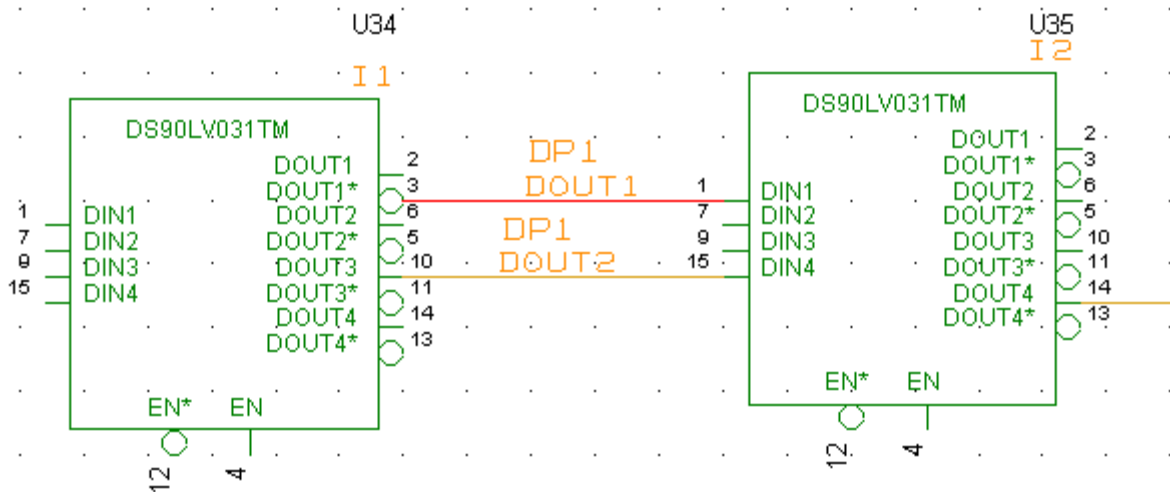 U34
I1
DS90LV031TM
DOUT1 2
DOUT1* 3
DOUT2 6
DOUT2* 5
DOUT3 10
DOUT3* 11
DOUT4 14
DOUT4* 13
1 DIN1
7 DIN2
9 DIN3
15 DIN4
EN* EN
12 4
DP1
DOUT1
DP1
DOUT2
U35
I2
DS90LV031TM
DOUT1 2
DOUT1* 3
DOUT2 6
DOUT2* 5
DOUT3 10
DOUT3* 11
DOUT4 14
DOUT4* 13
1 DIN1
7 DIN2
9 DIN3
15 DIN4
EN* EN
12 4